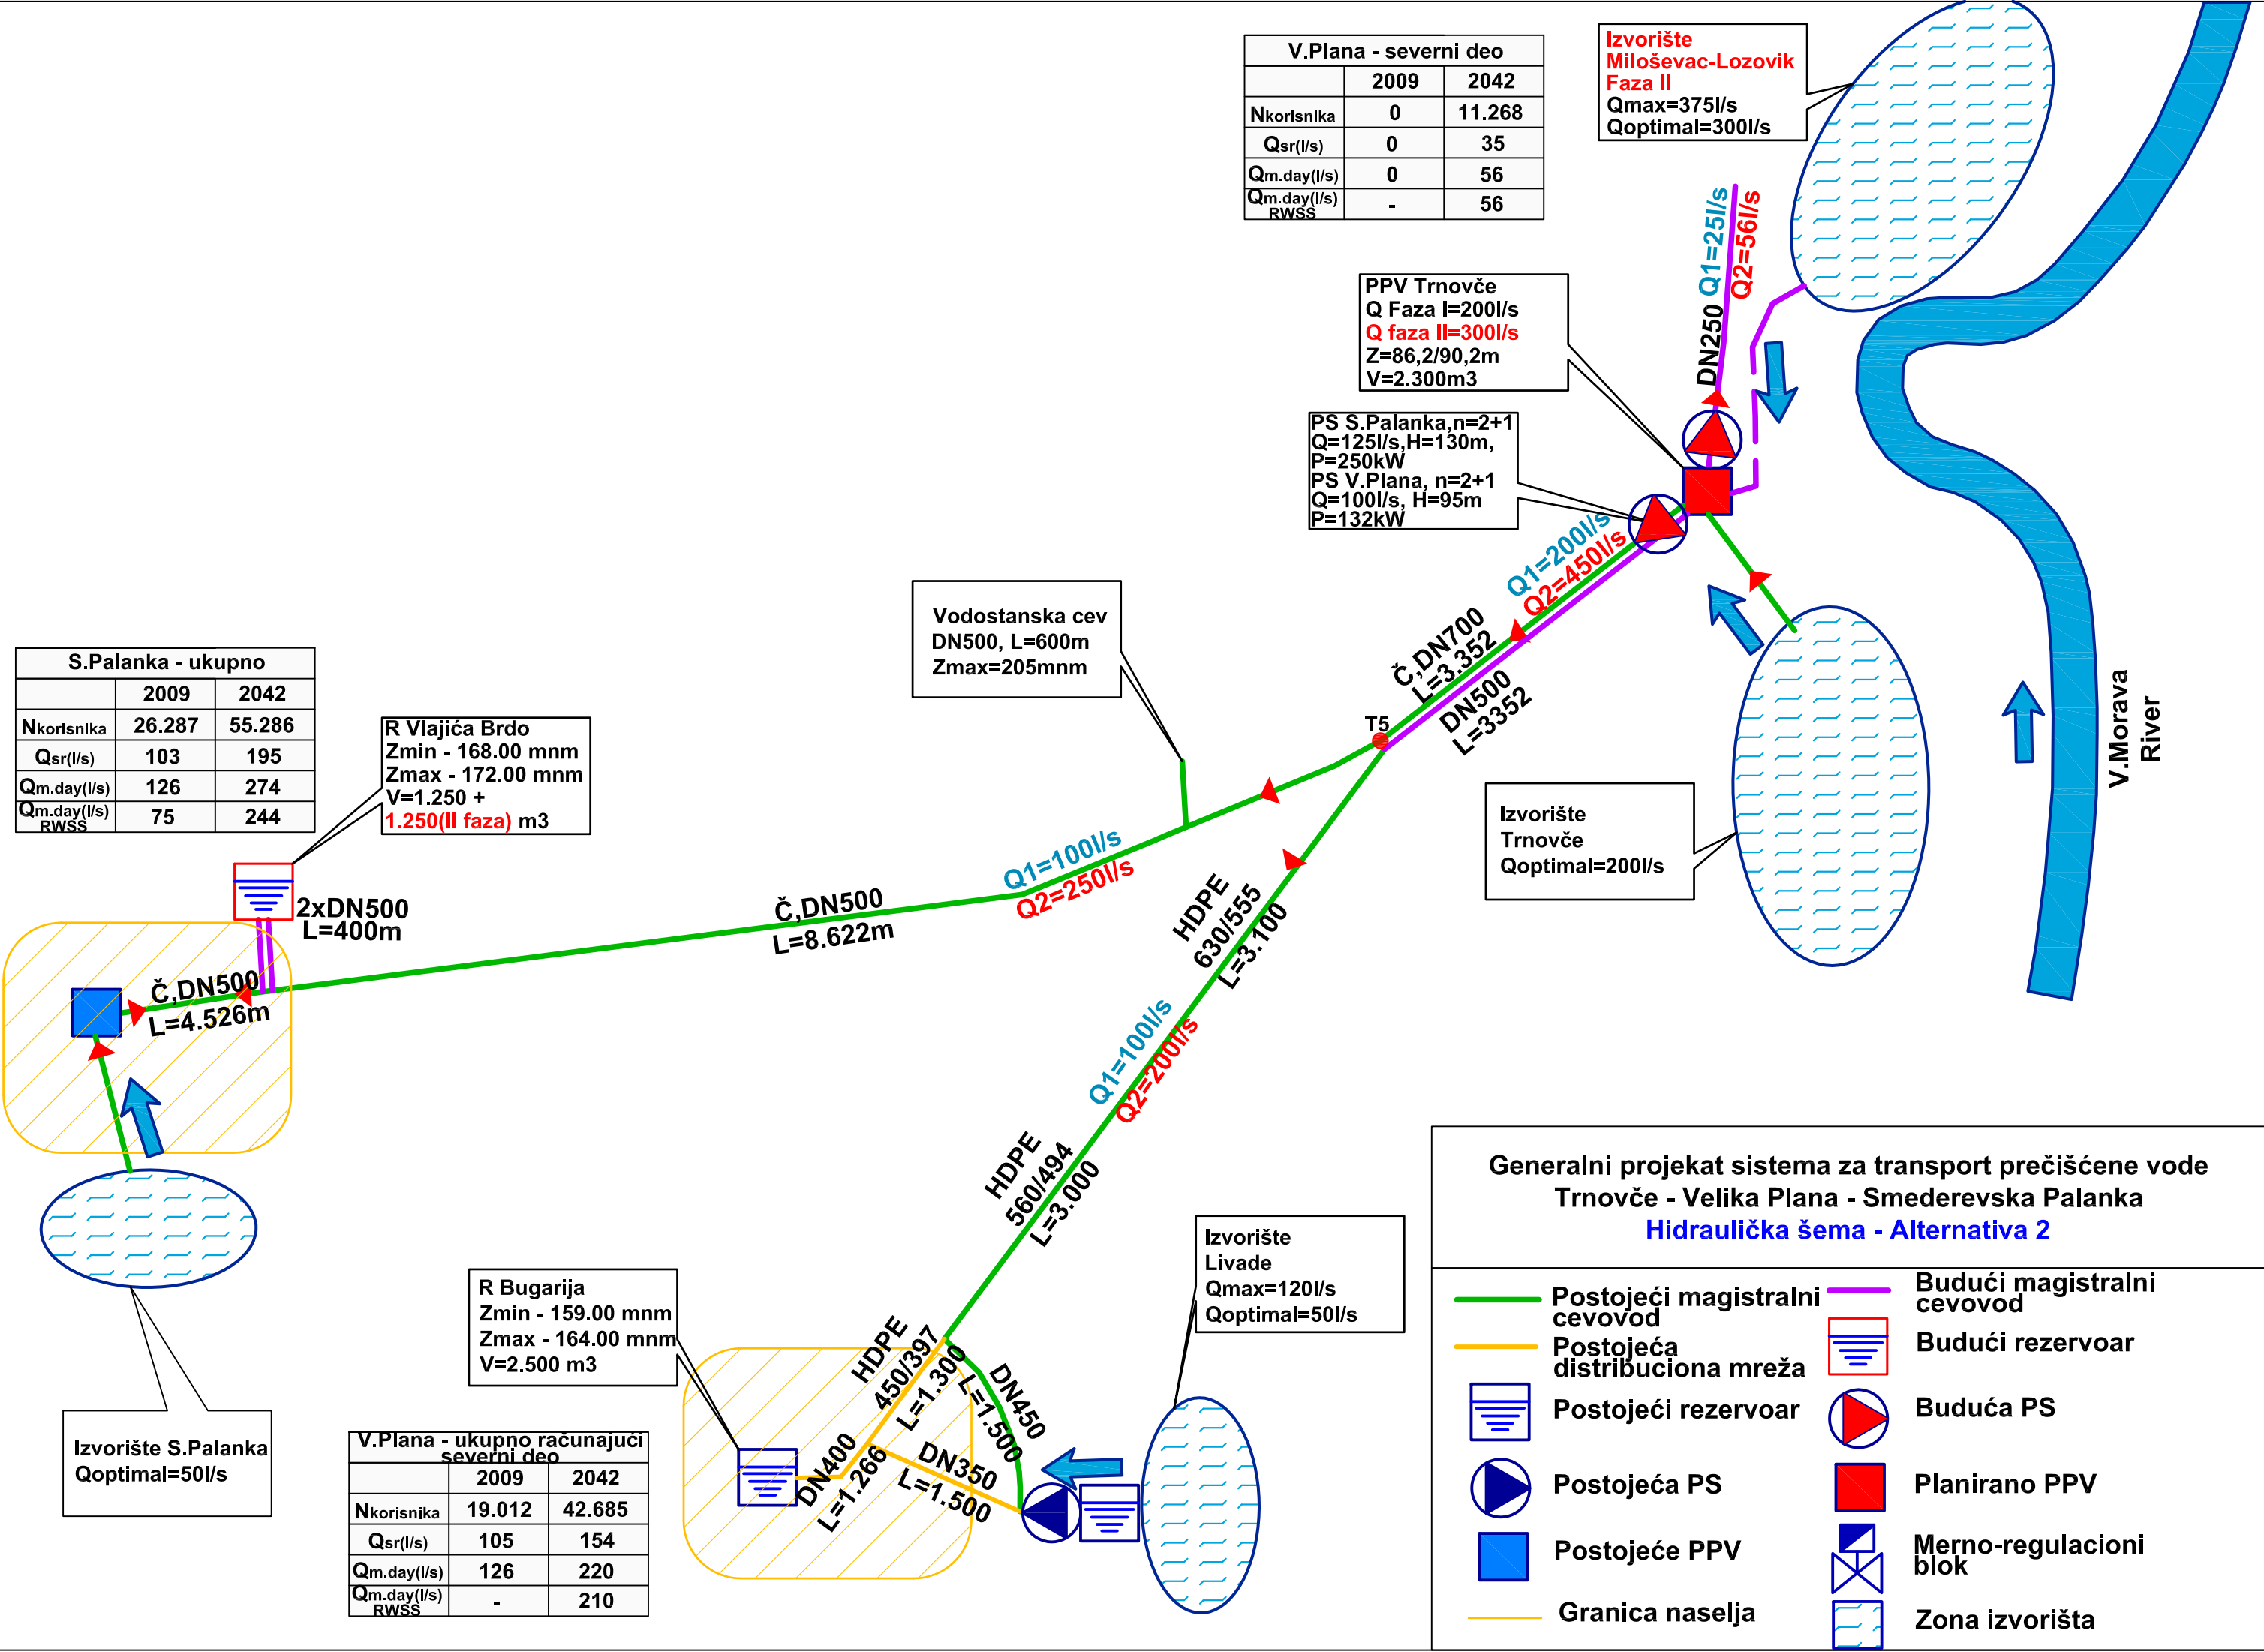 V.Plana - severni deo
2009 2042
Nkorisnika 0 11.268
Qsr(l/s) 0 35
Qm.day(l/s) 0 56
Qm.day(l/s) RWSS - 56
Izvorište
Miloševac-Lozovik
Faza II
Qmax=375l/s
Qoptimal=300l/s
PPV Trnovče
Q Faza I=200l/s
Q faza II=300l/s
Z=86,2/90,2m
V=2.300m3
DN250 Q1=25l/s
Q2=56l/s
PS S.Palanka,n=2+1
Q=125l/s,H=130m,
P=250kW
PS V.Plana, n=2+1
Q=100l/s, H=95m
P=132kW
Q1=200l/s
Q2=450l/s
Č,DN700
L=3.352
DN500
L=3352
T5
Vodostanska cev
DN500, L=600m
Zmax=205mnm
Izvorište
Trnovče
Qoptimal=200l/s
V.Morava
River
S.Palanka - ukupno
2009 2042
Nkorisnika 26.287 55.286
Qsr(l/s) 103 195
Qm.day(l/s) 126 274
Qm.day(l/s) RWSS 75 244
R Vlajića Brdo
Zmin - 168.00 mnm
Zmax - 172.00 mnm
V=1.250 +
1.250(II faza) m3
2xDN500
L=400m
Č,DN500
L=4.526m
Č,DN500
L=8.622m
Q1=100l/s
Q2=250l/s
HDPE
630/555
L=3.100
Q1=100l/s
Q2=200l/s
HDPE
560/494
L=3.000
Izvorište S.Palanka
Qoptimal=50l/s
R Bugarija
Zmin - 159.00 mnm
Zmax - 164.00 mnm
V=2.500 m3
HDPE
450/397
L=1.300
DN450
L=1.500
DN400
L=1.266
DN350
L=1.500
Izvorište
Livade
Qmax=120l/s
Qoptimal=50l/s
V.Plana - ukupno računajući
severni deo
2009 2042
Nkorisnika 19.012 42.685
Qsr(l/s) 105 154
Qm.day(l/s) 126 220
Qm.day(l/s) RWSS - 210
Generalni projekat sistema za transport prečišćene vode
Trnovče - Velika Plana - Smederevska Palanka
Hidraulička šema - Alternativa 2
Postojeći magistralni
cevovod
Budući magistralni
cevovod
Postojeća
distribuciona mreža
Budući rezervoar
Postojeći rezervoar
Buduća PS
Postojeća PS
Planirano PPV
Postojeće PPV
Merno-regulacioni
blok
Granica naselja
Zona izvorišta